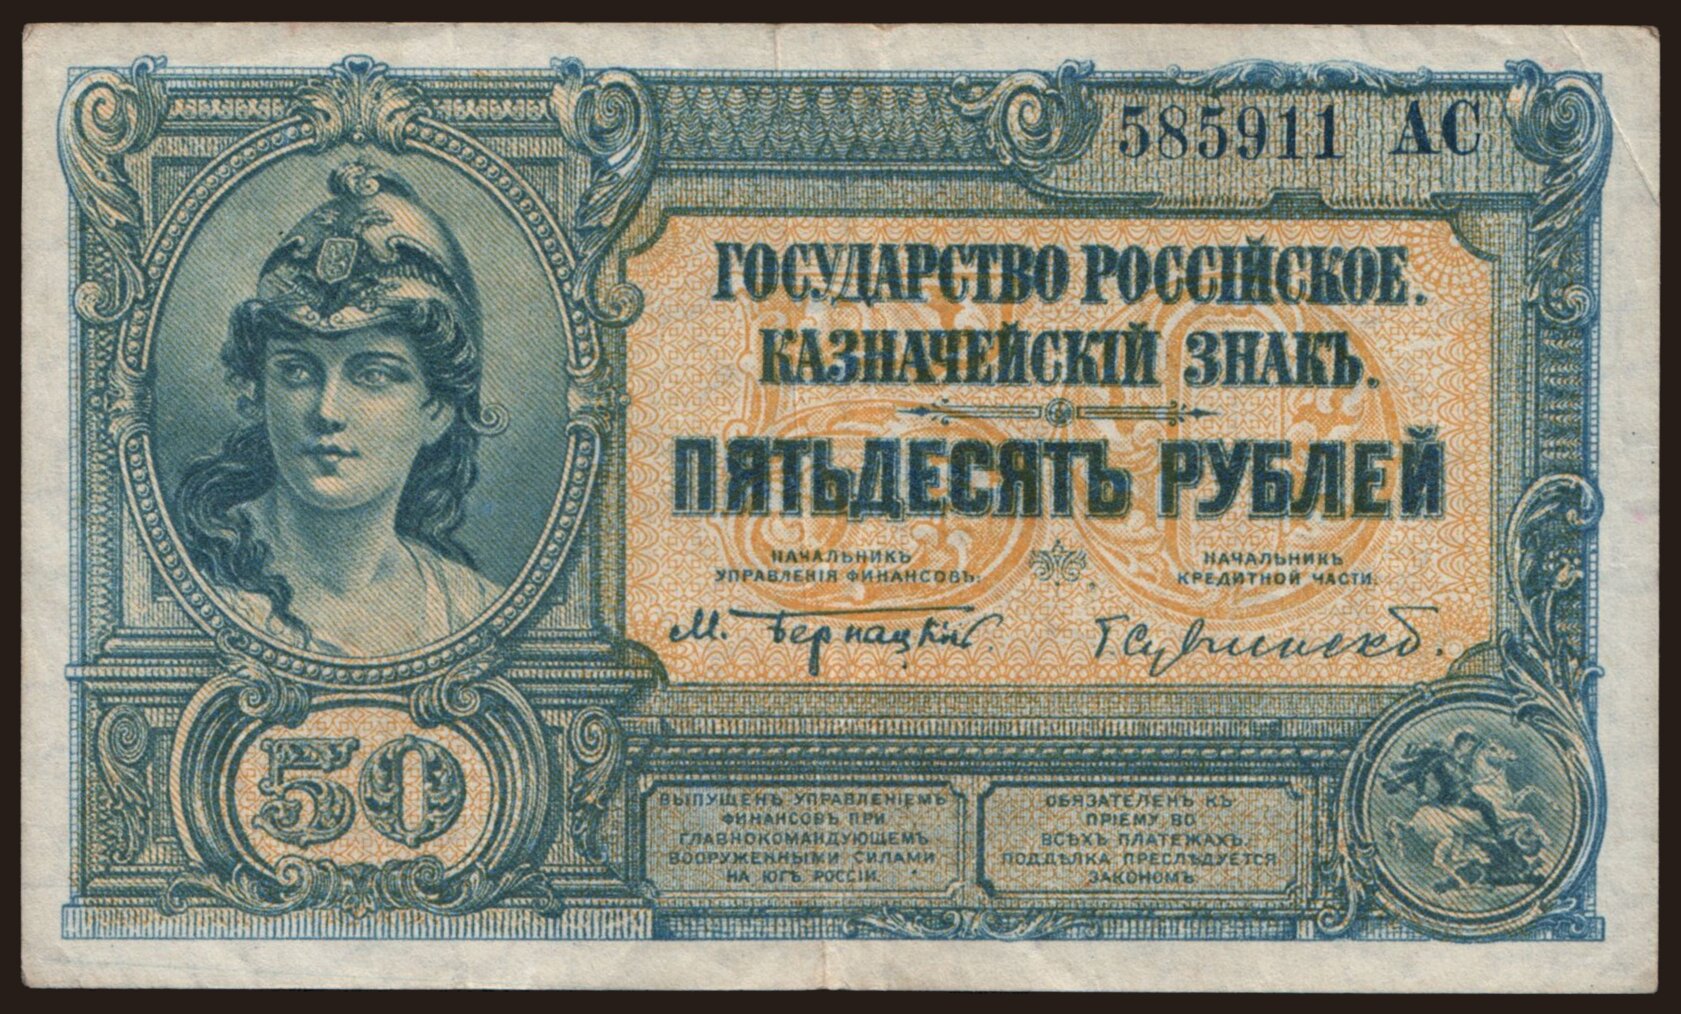 585911 АС
ГОСУДАРСТВО РОССІЙСКОЕ.
КАЗНАЧЕЙСКІЙ ЗНАКЪ.
ПЯТЬДЕСЯТЪ РУБЛЕЙ
НАЧАЛЬНИКЪ
УПРАВЛЕНІЯ ФИНАНСОВЪ.
М. Бернацкій.
НАЧАЛЬНИКЪ
КРЕДИТНОЙ ЧАСТИ.
50
ВЫПУЩЕНЪ УПРАВЛЕНІЕМЪ
ФИНАНСОВЪ ПРИ
ГЛАВНОКОМАНДУЮЩЕМЪ
ВООРУЖЕННЫМИ СИЛАМИ
НА ЮГѢ РОССІИ.
ОБЯЗАТЕЛЕНЪ КЪ
ПРІЕМУ ВО
ВСѢХЪ ПЛАТЕЖАХЪ.
ПОДДѢЛКА ПРЕСЛѢДУЕТСЯ
ЗАКОНОМЪ